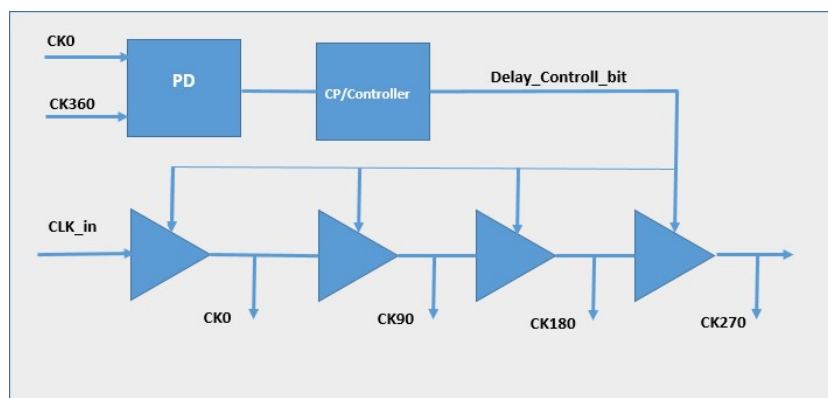 CK0
PD
CP/Controller
Delay_Controll_bit
CK360
CLK_in
CK0
CK90
CK180
CK270